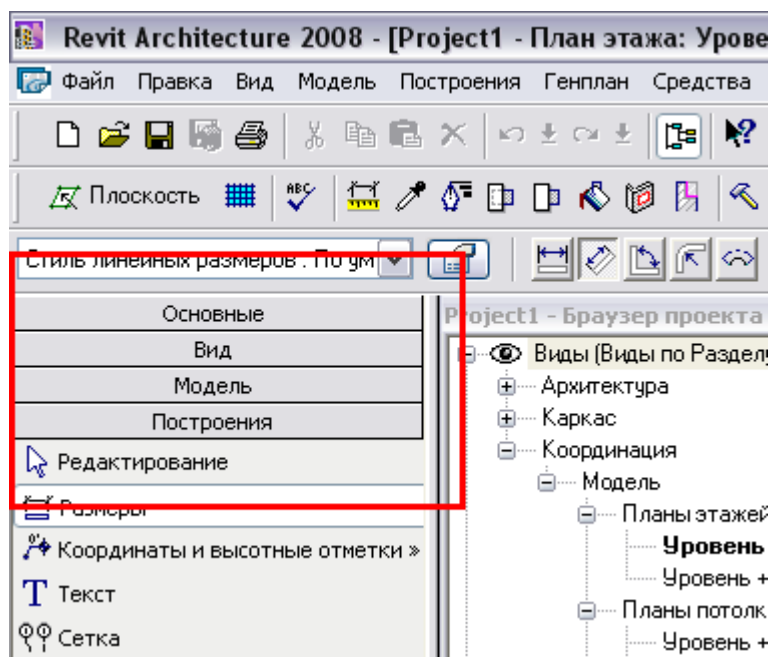 Revit Architecture 2008 - [Project1 - План этажа: Урове
Файл Правка Вид Модель Построения Генплан Средства
Плоскость ABC
Стиль линейных размеров : По ум
Основные
Вид
Модель
Построения
Редактирование
Размеры
Координаты и высотные отметки »
Текст
Сетка
Project1 - Браузер проекта
Виды (Виды по Разделу
Архитектура
Каркас
Координация
Модель
Планы этажей
Уровень
Уровень +
Планы потолк
Уровень +